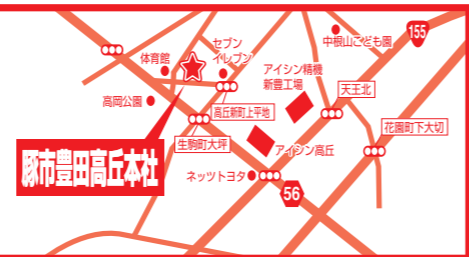 155
中根山こども園
セブン
イレブン
体育館
アイシン精機
新豊工場
天王北
高岡公園
高丘新町上平地
花園町下大切
生駒町大坪
アイシン高丘
豚市豊田高丘本社
ネッツトヨタ
56